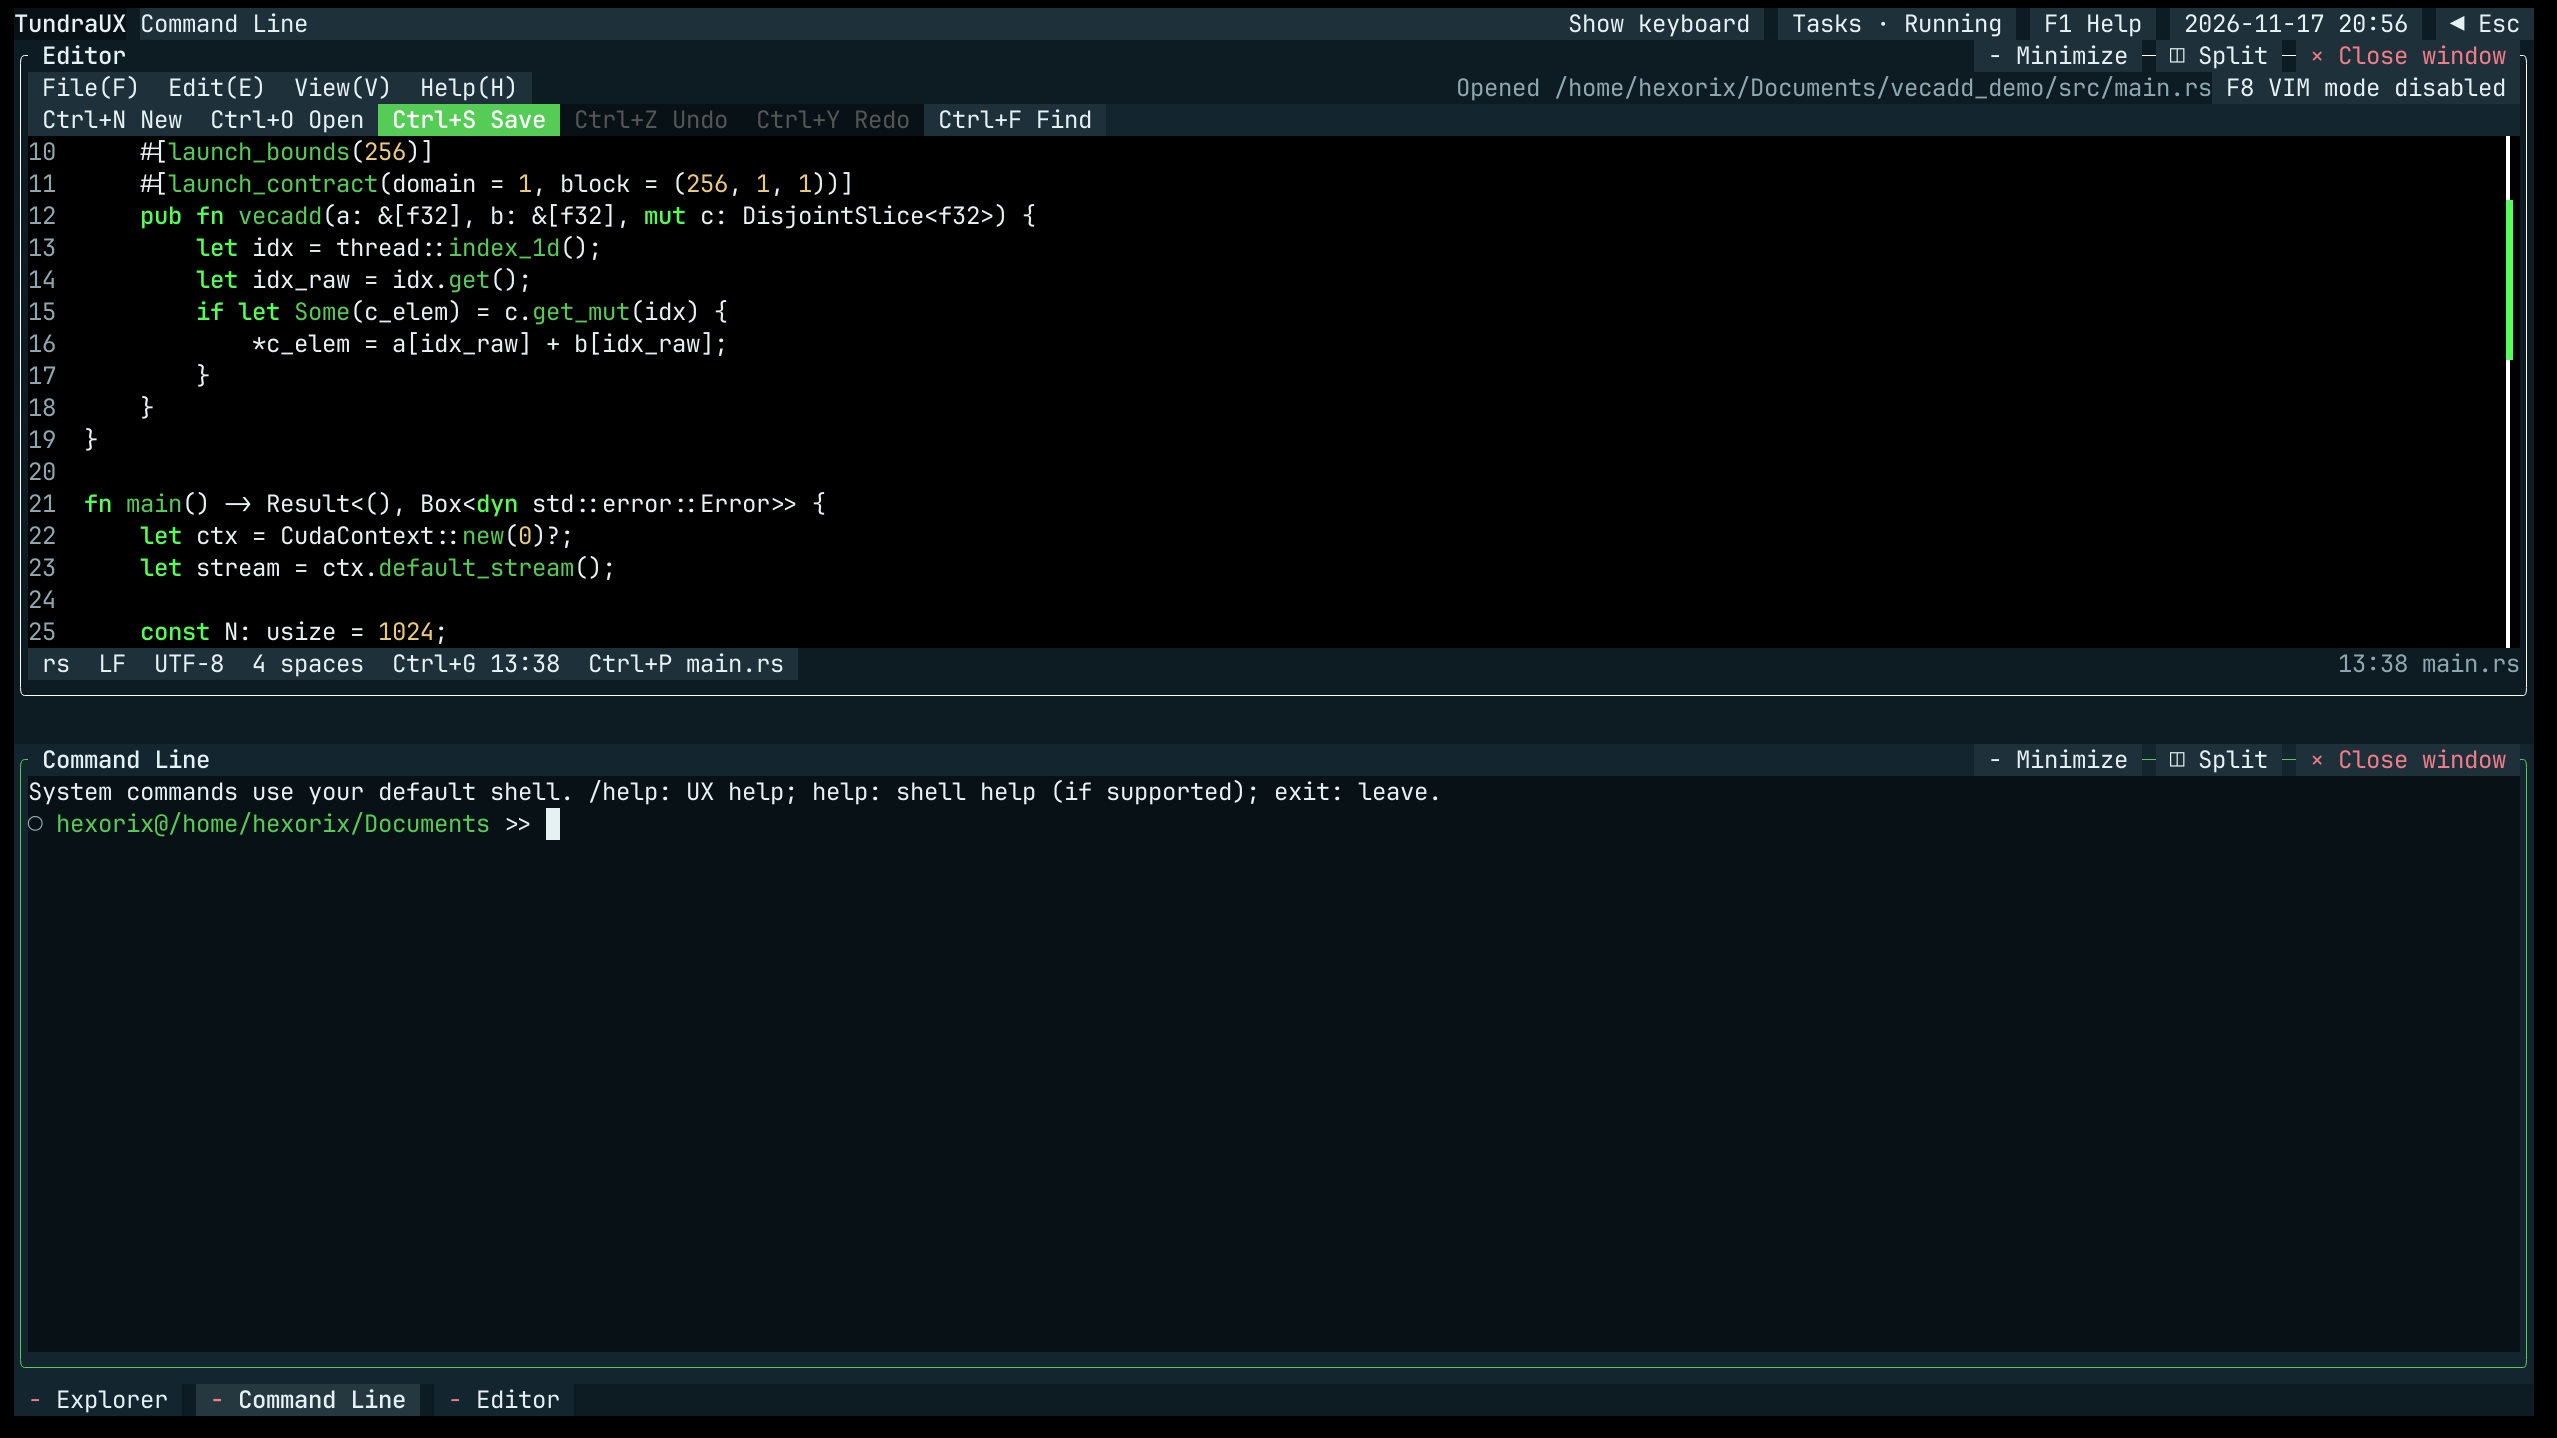 TundraUX Command Line Show keyboard Tasks · Running F1 Help 2026-11-17 20:56 ◄ Esc
Editor - Minimize ◫ Split × Close window
File(F) Edit(E) View(V) Help(H) Opened /home/hexorix/Documents/vecadd_demo/src/main.rs F8 VIM mode disabled
Ctrl+N New Ctrl+O Open Ctrl+S Save Ctrl+Z Undo Ctrl+Y Redo Ctrl+F Find
10     #[launch_bounds(256)]
11     #[launch_contract(domain = 1, block = (256, 1, 1))]
12     pub fn vecadd(a: &[f32], b: &[f32], mut c: DisjointSlice<f32>) {
13         let idx = thread::index_1d();
14         let idx_raw = idx.get();
15         if let Some(c_elem) = c.get_mut(idx) {
16             *c_elem = a[idx_raw] + b[idx_raw];
17         }
18     }
19 }
20
21 fn main() -> Result<(), Box<dyn std::error::Error>> {
22     let ctx = CudaContext::new(0)?;
23     let stream = ctx.default_stream();
24
25     const N: usize = 1024;
rs LF UTF-8 4 spaces Ctrl+G 13:38 Ctrl+P main.rs 13:38 main.rs
Command Line - Minimize ◫ Split × Close window
System commands use your default shell. /help: UX help; help: shell help (if supported); exit: leave.
○ hexorix@/home/hexorix/Documents >>
- Explorer - Command Line - Editor